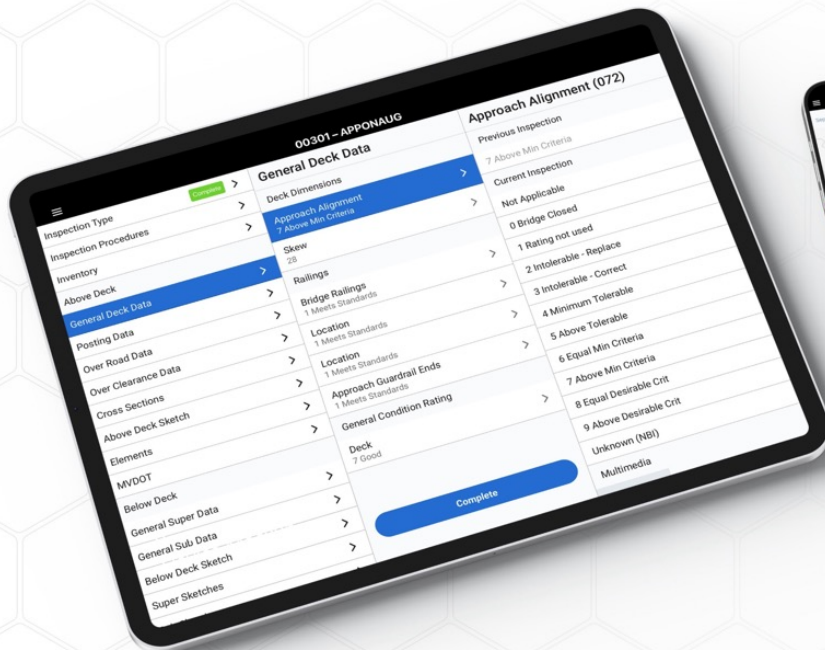 00301 – APPONAUG
Inspection Type
Complete
Inspection Procedures
Inventory
Above Deck
General Deck Data
Posting Data
Over Road Data
Over Clearance Data
Cross Sections
Above Deck Sketch
Elements
MVDOT
Below Deck
General Super Data
General Sub Data
Below Deck Sketch
Super Sketches
General Deck Data
Deck Dimensions
Approach Alignment
7 Above Min Criteria
Skew
28
Railings
Bridge Railings
1 Meets Standards
Location
1 Meets Standards
Location
1 Meets Standards
Approach Guardrail Ends
1 Meets Standards
General Condition Rating
Deck
7 Good
Complete
Approach Alignment (072)
Previous Inspection
7 Above Min Criteria
Current Inspection
Not Applicable
0 Bridge Closed
1 Rating not used
2 Intolerable - Replace
3 Intolerable - Correct
4 Minimum Tolerable
5 Above Tolerable
6 Equal Min Criteria
7 Above Min Criteria
8 Equal Desirable Crit
9 Above Desirable Crit
Unknown (NBI)
Multimedia